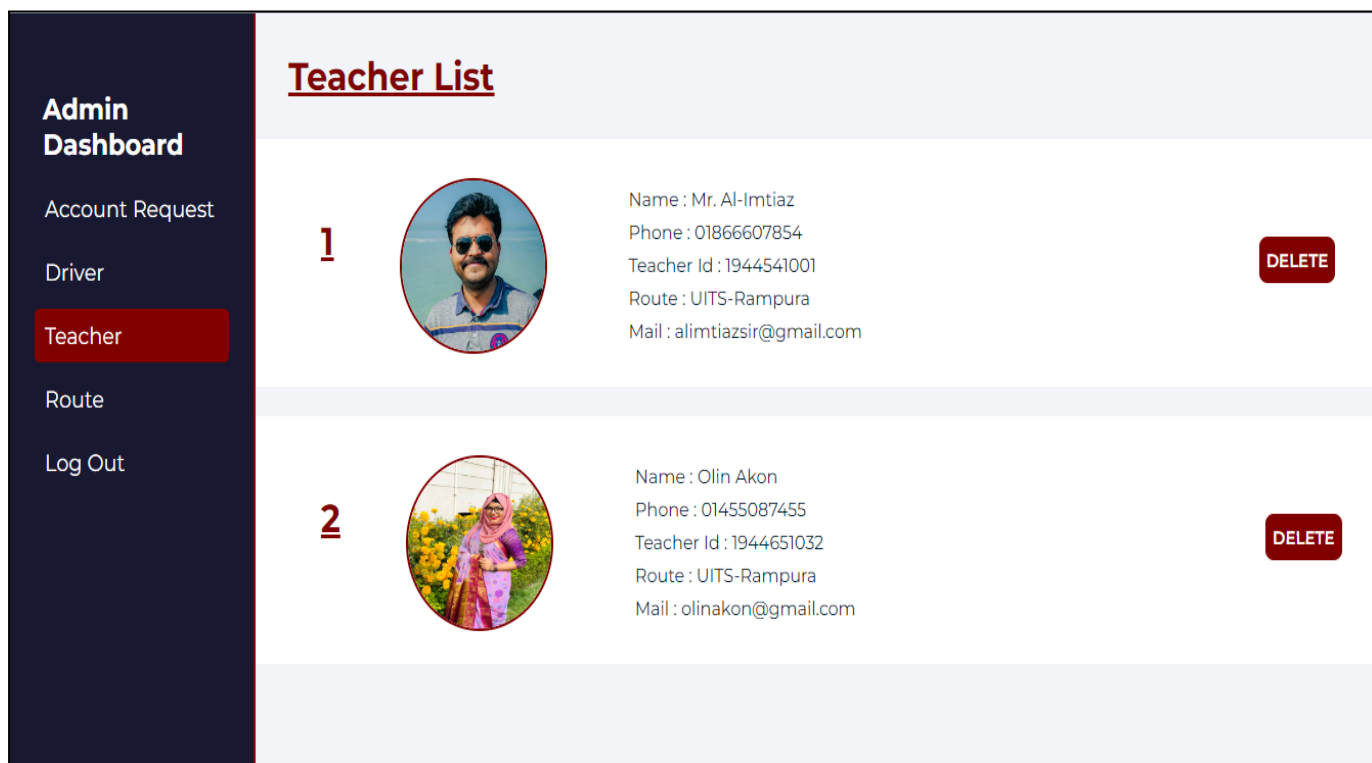 Admin
Dashboard
Account Request
Driver
Teacher
Route
Log Out
Teacher List
1
Name : Mr. Al-Imtiaz
Phone : 01866607854
Teacher Id : 1944541001
Route : UITS-Rampura
Mail : alimtiazsir@gmail.com
DELETE
2
Name : Olin Akon
Phone : 01455087455
Teacher Id : 1944651032
Route : UITS-Rampura
Mail : olinakon@gmail.com
DELETE